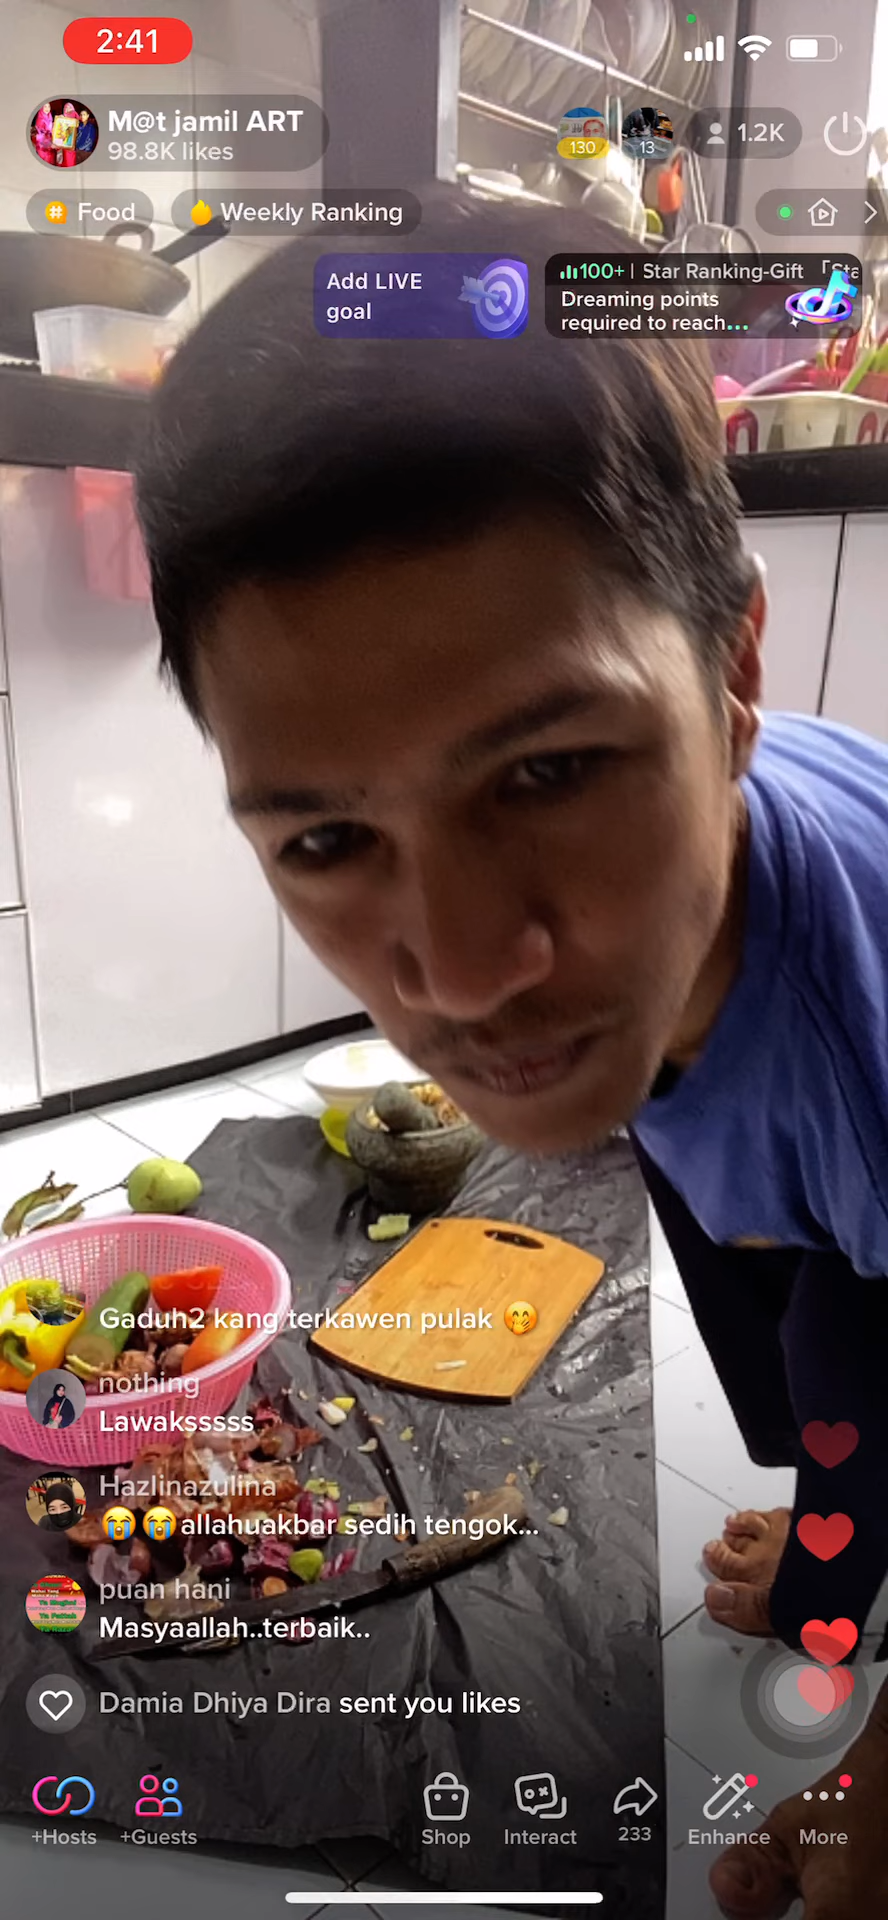 2:41
M@t jamil ART
98.8K likes
130
13
1.2K
Food
Weekly Ranking
Add LIVE
goal
100+ | Star Ranking-Gift
Dreaming points
required to reach...
Gaduh2 kang terkawen pulak 🤭
nothing
Lawaksssss
Hazlinazulina
😭😭allahuakbar sedih tengok...
puan hani
Masyaallah..terbaik..
Damia Dhiya Dira sent you likes
+Hosts
+Guests
Shop
Interact
233
Enhance
More